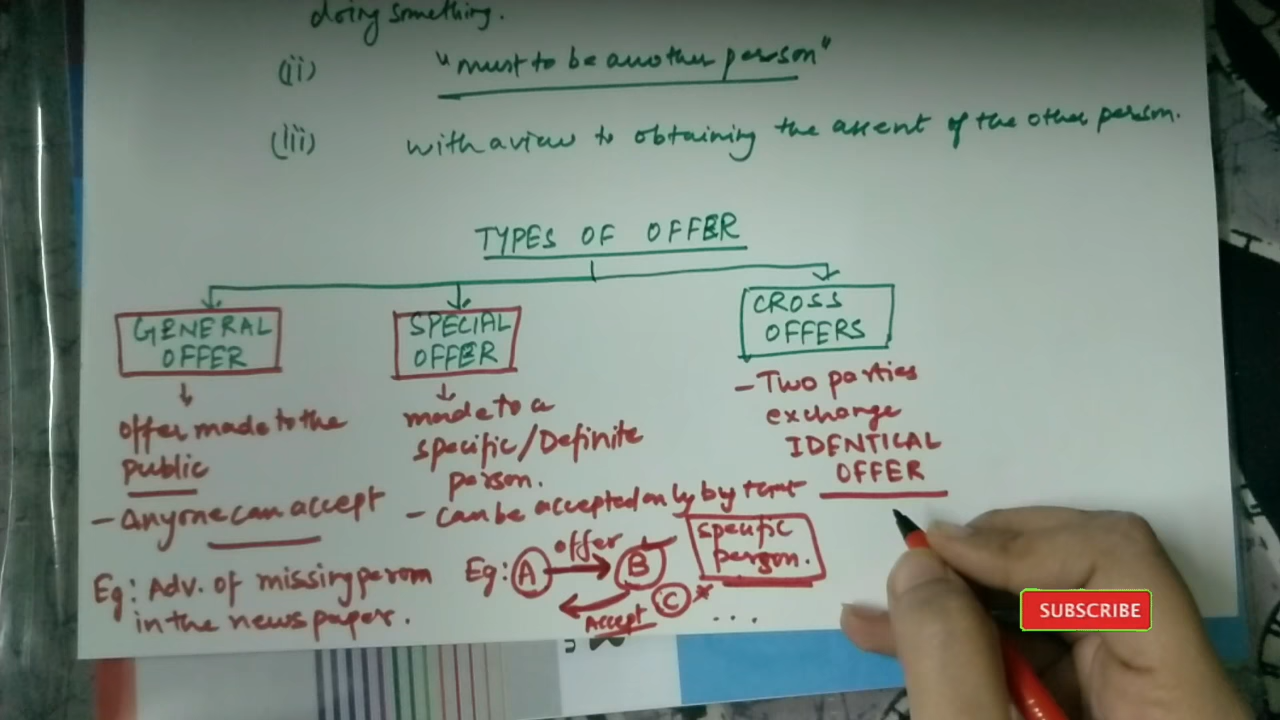 doing something.
(ii) "must to be another person"
(iii) with a view to obtaining the assent of the other person.
TYPES OF OFFER
GENERAL
OFFER
offer made to the
public
- Anyone can accept
Eg: Adv. of missing person
in the newspaper.
SPECIAL
OFFER
made to a
specific/Definite
person.
- can be accepted only by that
specific
person.
Eg: A offer B
C x
Accept
...
CROSS
OFFERS
- Two parties
exchange
IDENTICAL
OFFER
SUBSCRIBE